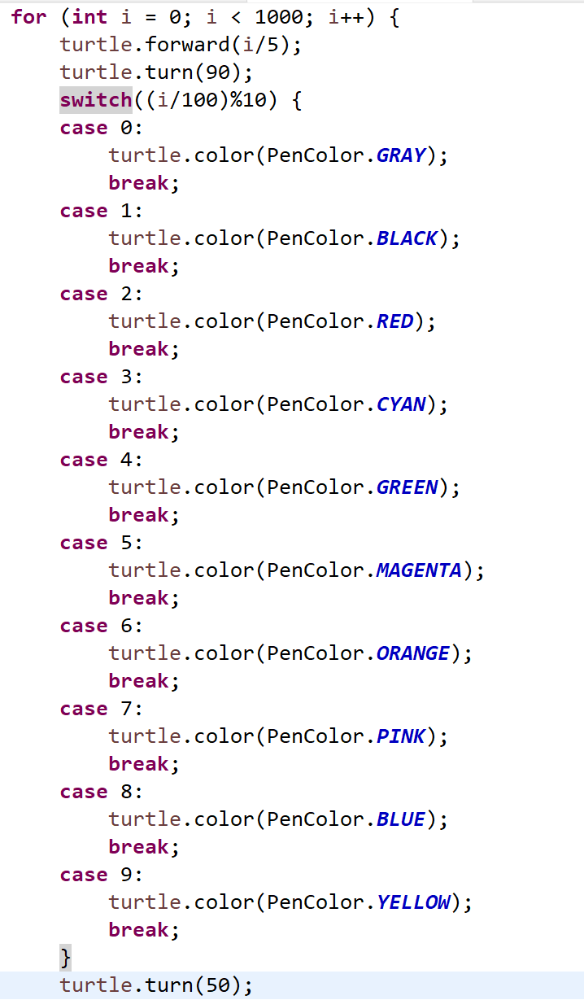 for (int i = 0; i < 1000; i++) {
    turtle.forward(i/5);
    turtle.turn(90);
    switch((i/100)%10) {
    case 0:
        turtle.color(PenColor.GRAY);
        break;
    case 1:
        turtle.color(PenColor.BLACK);
        break;
    case 2:
        turtle.color(PenColor.RED);
        break;
    case 3:
        turtle.color(PenColor.CYAN);
        break;
    case 4:
        turtle.color(PenColor.GREEN);
        break;
    case 5:
        turtle.color(PenColor.MAGENTA);
        break;
    case 6:
        turtle.color(PenColor.ORANGE);
        break;
    case 7:
        turtle.color(PenColor.PINK);
        break;
    case 8:
        turtle.color(PenColor.BLUE);
        break;
    case 9:
        turtle.color(PenColor.YELLOW);
        break;
    }
    turtle.turn(50);